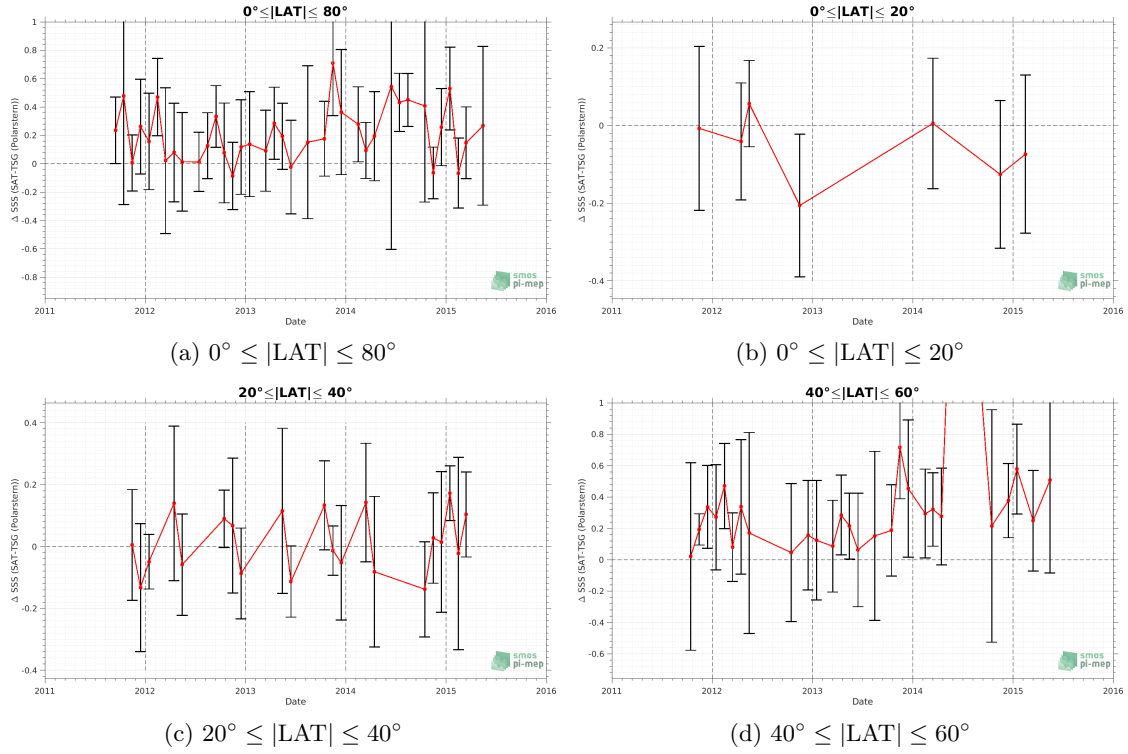 0°≤|LAT|≤ 80°
Δ SSS (SAT-TSG (Polarstern))
1
0.8
0.6
0.4
0.2
0
-0.2
-0.4
-0.6
-0.8
2011 2012 2013 2014 2015 2016
Date
smos
pi-mep
(a) 0° ≤ |LAT| ≤ 80°
0°≤|LAT|≤ 20°
Δ SSS (SAT-TSG (Polarstern))
0.2
0
-0.2
-0.4
2011 2012 2013 2014 2015 2016
Date
smos
pi-mep
(b) 0° ≤ |LAT| ≤ 20°
20°≤|LAT|≤ 40°
Δ SSS (SAT-TSG (Polarstern))
0.4
0.2
0
-0.2
-0.4
2011 2012 2013 2014 2015 2016
Date
smos
pi-mep
(c) 20° ≤ |LAT| ≤ 40°
40°≤|LAT|≤ 60°
Δ SSS (SAT-TSG (Polarstern))
1
0.8
0.6
0.4
0.2
0
-0.2
-0.4
-0.6
2011 2012 2013 2014 2015 2016
Date
smos
pi-mep
(d) 40° ≤ |LAT| ≤ 60°